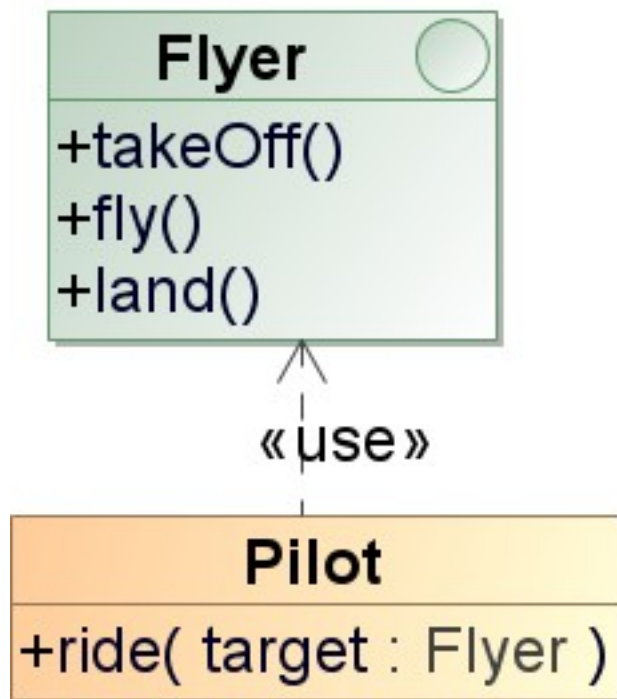 Flyer
+takeOff()
+fly()
+land()
«use»
Pilot
+ride( target : Flyer )